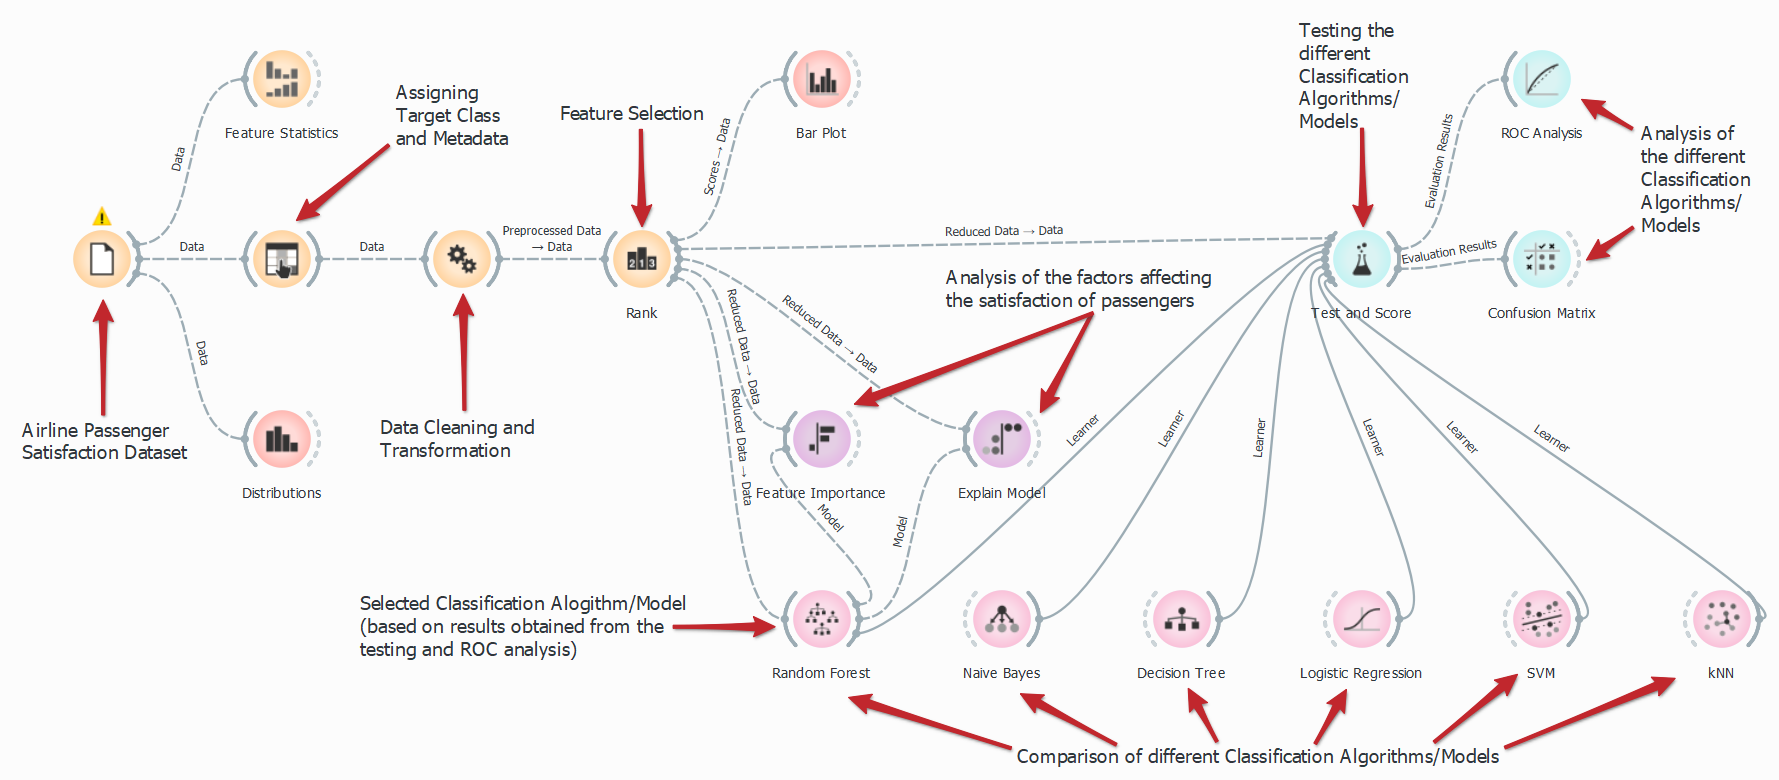 Testing the
different
Classification
Algorithms/
Models
Assigning
Target Class
and Metadata
Feature Selection
Feature Statistics
Bar Plot
ROC Analysis
Analysis of
the different
Classification
Algorithms/
Models
Data
Scores → Data
Evaluation Results
Data
Data
Preprocessed Data
→ Data
Reduced Data → Data
Evaluation Results
2 1 3
Rank
Analysis of the factors affecting
the satisfaction of passengers
Test and Score
Confusion Matrix
Data
Reduced Data → Data
Reduced Data → Data
Reduced Data → Data
Airline Passenger
Satisfaction Dataset
Data Cleaning and
Transformation
Learner
Learner
Learner
Learner
Learner
Learner
Distributions
Feature Importance
Explain Model
Model
Model
Selected Classification Alogithm/Model
(based on results obtained from the
testing and ROC analysis)
Random Forest
Naive Bayes
Decision Tree
Logistic Regression
SVM
kNN
Comparison of different Classification Algorithms/Models